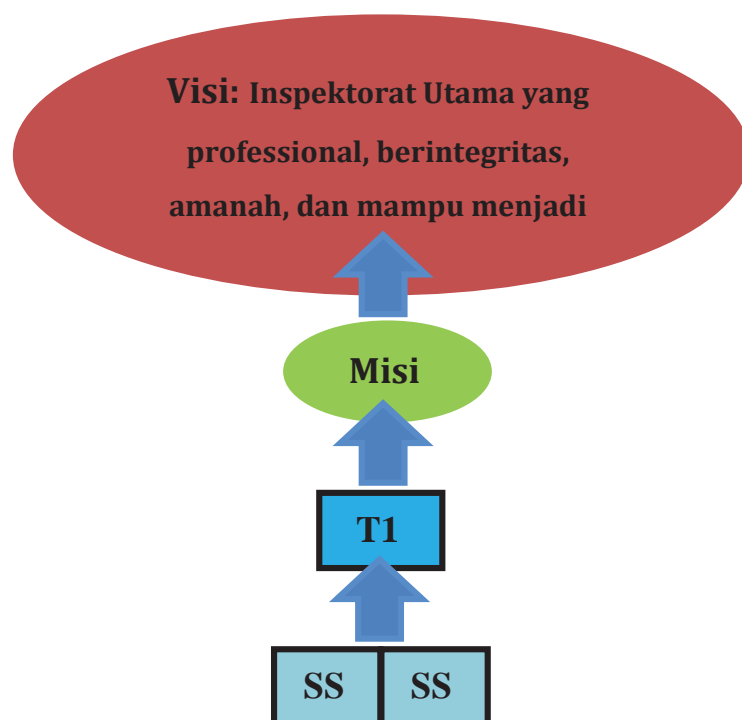 Visi: Inspektorat Utama yang
professional, berintegritas,
amanah, dan mampu menjadi
Misi
T1
SS SS